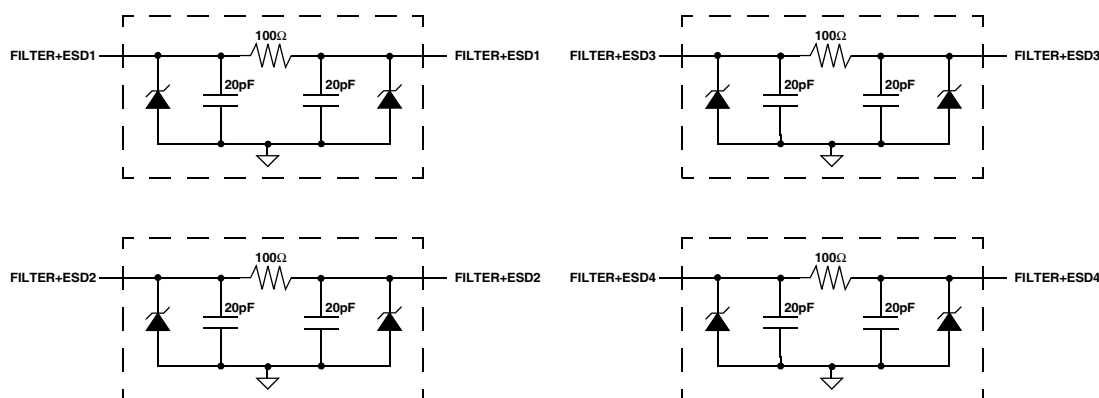 100Ω
FILTER+ESD1
FILTER+ESD1
20pF
20pF
100Ω
FILTER+ESD3
FILTER+ESD3
20pF
20pF
100Ω
FILTER+ESD2
FILTER+ESD2
20pF
20pF
100Ω
FILTER+ESD4
FILTER+ESD4
20pF
20pF